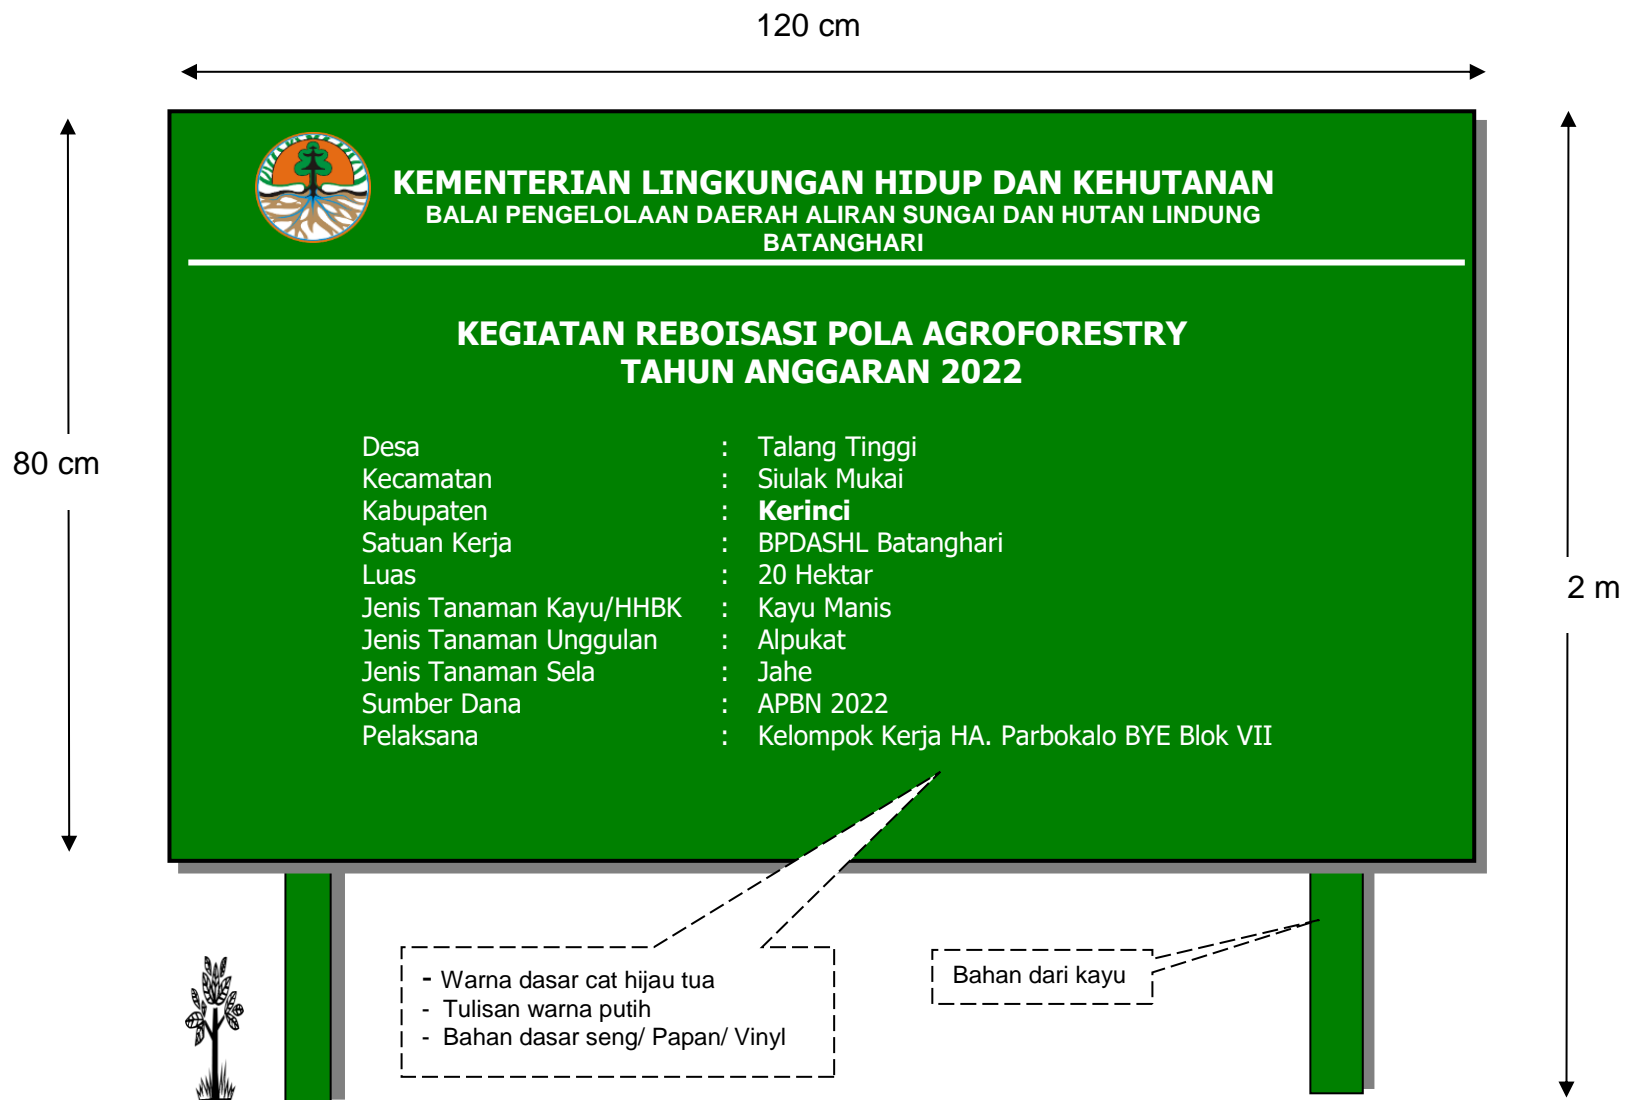 120 cm
KEMENTERIAN LINGKUNGAN HIDUP DAN KEHUTANAN
BALAI PENGELOLAAN DAERAH ALIRAN SUNGAI DAN HUTAN LINDUNG
BATANGHARI
KEGIATAN REBOISASI POLA AGROFORESTRY
TAHUN ANGGARAN 2022
80 cm
2 m
Desa : Talang Tinggi
Kecamatan : Siulak Mukai
Kabupaten : Kerinci
Satuan Kerja : BPDASHL Batanghari
Luas : 20 Hektar
Jenis Tanaman Kayu/HHBK : Kayu Manis
Jenis Tanaman Unggulan : Alpukat
Jenis Tanaman Sela : Jahe
Sumber Dana : APBN 2022
Pelaksana : Kelompok Kerja HA. Parbokalo BYE Blok VII
- Warna dasar cat hijau tua
- Tulisan warna putih
- Bahan dasar seng/ Papan/ Vinyl
Bahan dari kayu